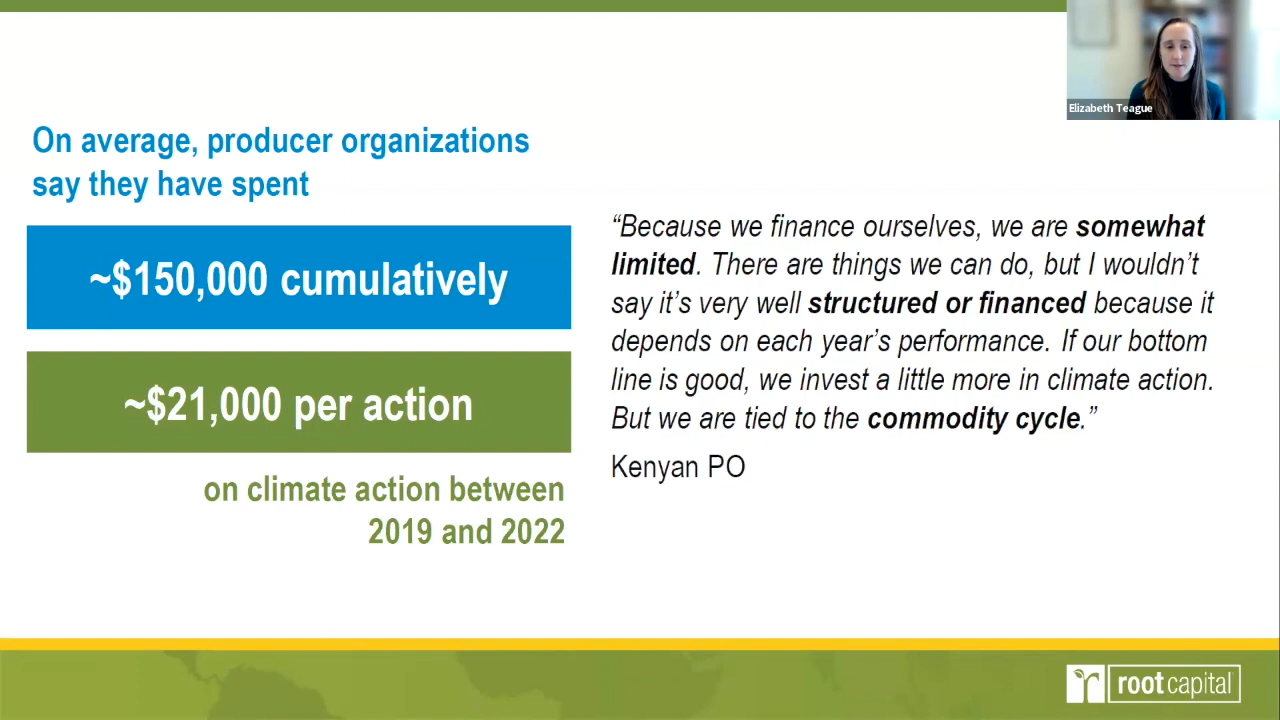 Elizabeth Teague
On average, producer organizations
say they have spent
~$150,000 cumulatively
~$21,000 per action
on climate action between
2019 and 2022
“Because we finance ourselves, we are somewhat
limited. There are things we can do, but I wouldn’t
say it’s very well structured or financed because it
depends on each year’s performance. If our bottom
line is good, we invest a little more in climate action.
But we are tied to the commodity cycle.”
Kenyan PO
root capital